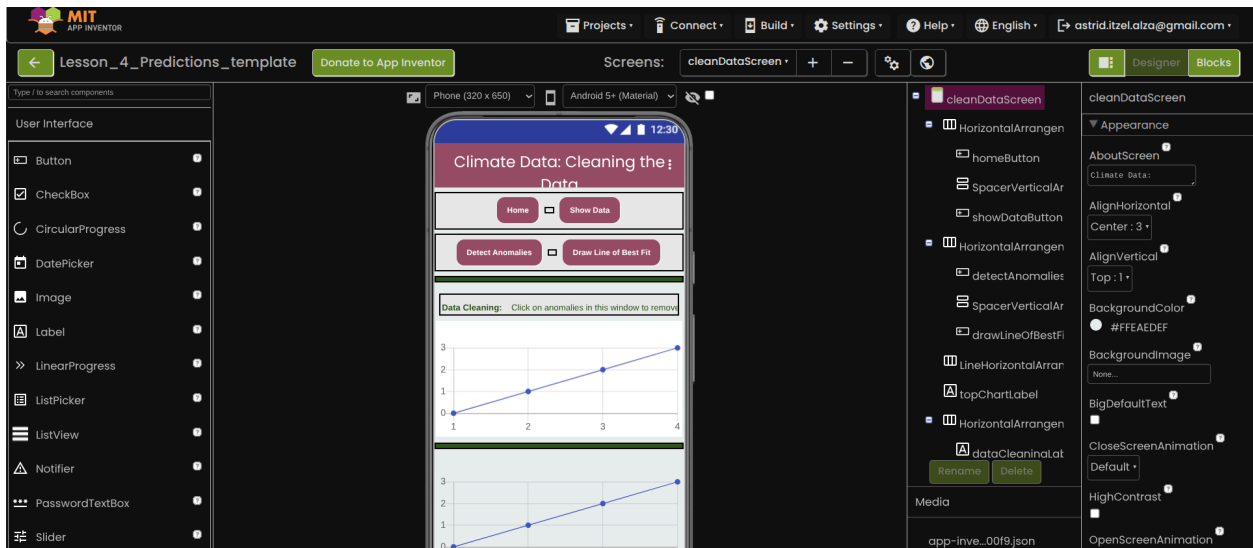 MIT
APP INVENTOR
Projects
Connect
Build
Settings
Help
English
astrid.itzel.alza@gmail.com
Lesson_4_Predictions_template
Donate to App Inventor
Screens:
cleanDataScreen
+
−
Designer
Blocks
Type / to search components
User Interface
Button
CheckBox
CircularProgress
DatePicker
Image
Label
LinearProgress
ListPicker
ListView
Notifier
PasswordTextBox
Slider
Phone (320 x 650)
Android 5+ (Material)
12:30
Climate Data: Cleaning the
Data
Home
Show Data
Detect Anomalies
Draw Line of Best Fit
Data Cleaning: Click on anomalies in this window to remove
3
2
1
0
1 2 3 4
3
2
1
0
cleanDataScreen
HorizontalArrangen
homeButton
SpacerVerticalAr
showDataButton
HorizontalArrangen
detectAnomalies
SpacerVerticalAr
drawLineOfBestFi
LineHorizontalArran
topChartLabel
HorizontalArrangen
dataCleaningLab
Rename
Delete
Media
app-inve...00f9.json
cleanDataScreen
Appearance
AboutScreen
Climate Data:
AlignHorizontal
Center : 3
AlignVertical
Top : 1
BackgroundColor
#FFEAEDEF
BackgroundImage
None...
BigDefaultText
CloseScreenAnimation
Default
HighContrast
OpenScreenAnimation